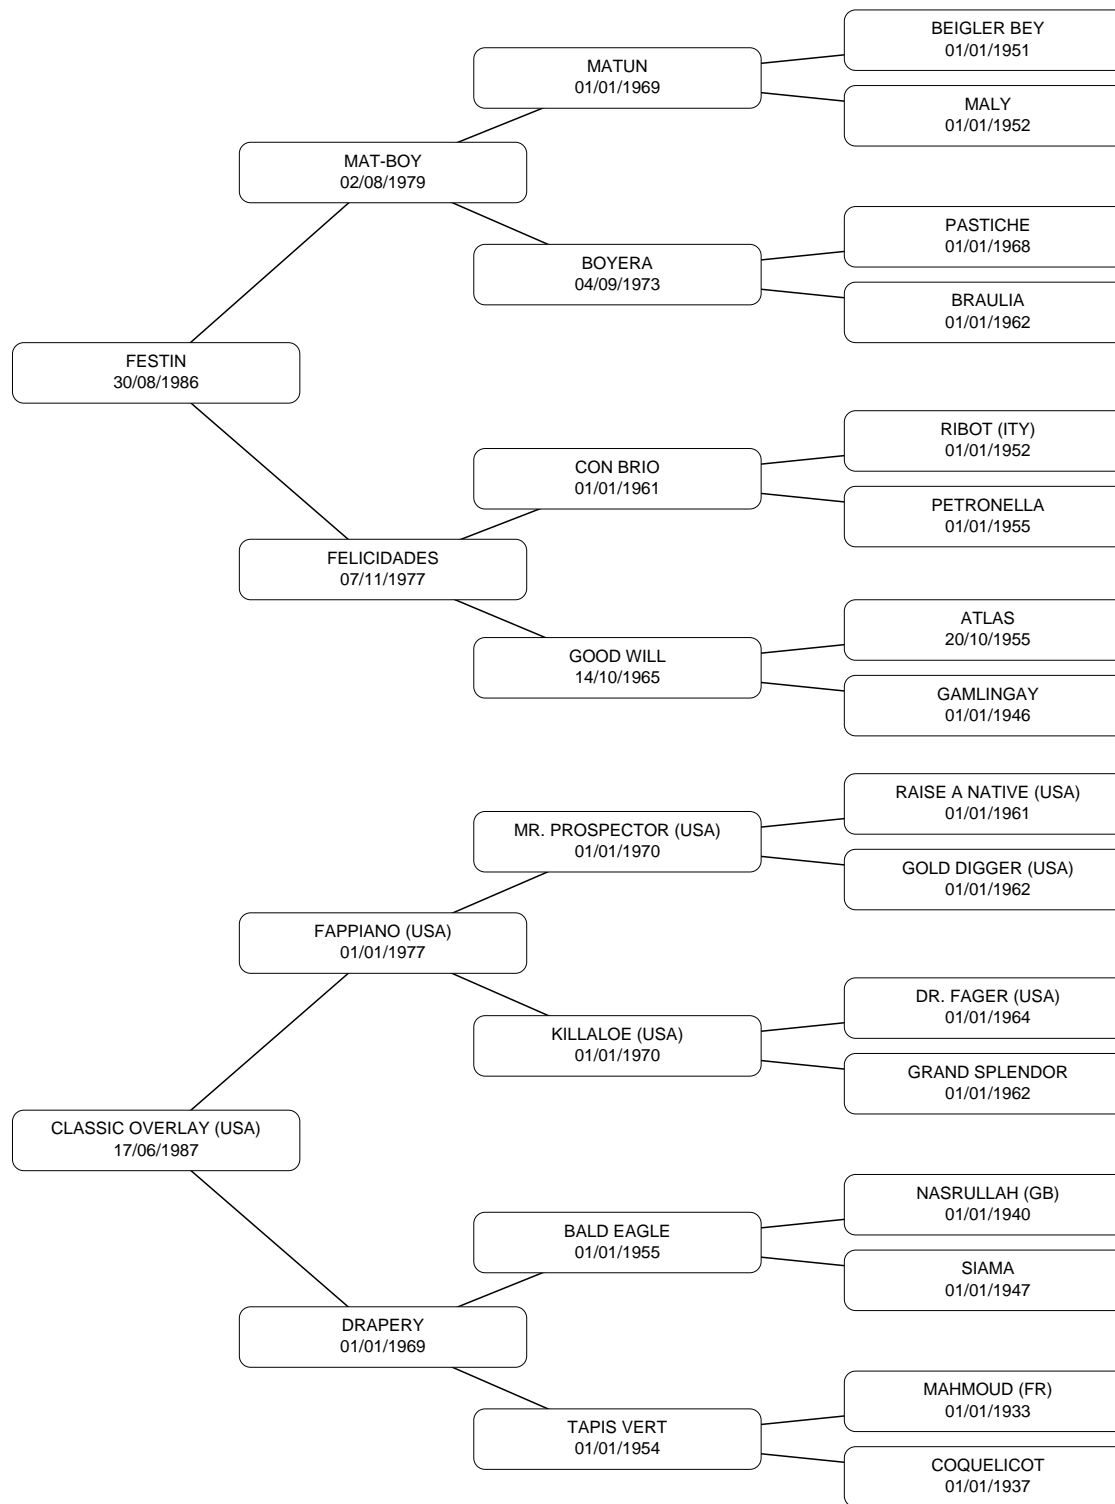 BEIGLER BEY
01/01/1951
MATUN
01/01/1969
MALY
01/01/1952
MAT-BOY
02/08/1979
PASTICHE
01/01/1968
BOYERA
04/09/1973
BRAULIA
01/01/1962
FESTIN
30/08/1986
RIBOT (ITY)
01/01/1952
CON BRIO
01/01/1961
PETRONELLA
01/01/1955
FELICIDADES
07/11/1977
ATLAS
20/10/1955
GOOD WILL
14/10/1965
GAMLINGAY
01/01/1946
RAISE A NATIVE (USA)
01/01/1961
MR. PROSPECTOR (USA)
01/01/1970
GOLD DIGGER (USA)
01/01/1962
FAPPIANO (USA)
01/01/1977
DR. FAGER (USA)
01/01/1964
KILLALOE (USA)
01/01/1970
GRAND SPLENDOR
01/01/1962
CLASSIC OVERLAY (USA)
17/06/1987
NASRULLAH (GB)
01/01/1940
BALD EAGLE
01/01/1955
SIAMA
01/01/1947
DRAPERY
01/01/1969
MAHMOUD (FR)
01/01/1933
TAPIS VERT
01/01/1954
COQUELICOT
01/01/1937